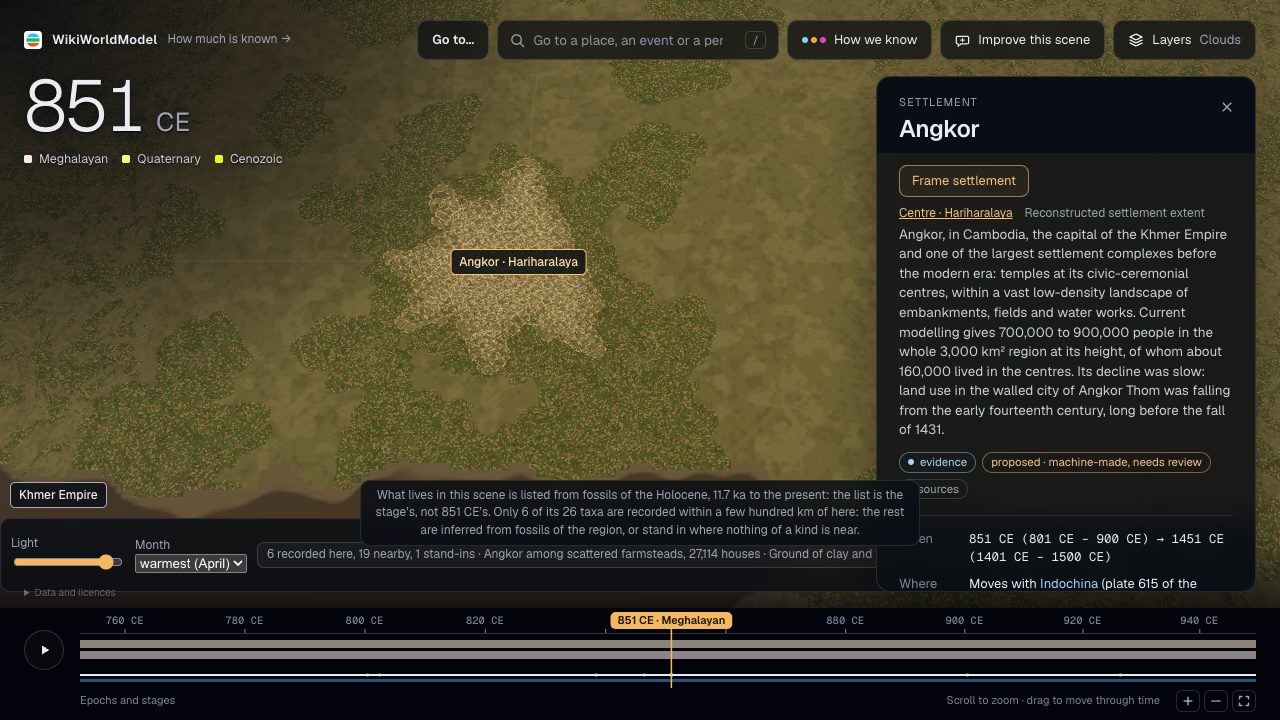 WikiWorldModel
How much is known →
Go to...
Go to a place, an event or a per
/
How we know
Improve this scene
Layers Clouds
851 CE
Meghalayan
Quaternary
Cenozoic
SETTLEMENT
Angkor
Frame settlement
Centre · Hariharalaya
Reconstructed settlement extent
Angkor, in Cambodia, the capital of the Khmer Empire
and one of the largest settlement complexes before
the modern era: temples at its civic-ceremonial
centres, within a vast low-density landscape of
embankments, fields and water works. Current
modelling gives 700,000 to 900,000 people in the
whole 3,000 km² region at its height, of whom about
160,000 lived in the centres. Its decline was slow:
land use in the walled city of Angkor Thom was falling
from the early fourteenth century, long before the fall
of 1431.
evidence
proposed · machine-made, needs review
sources
851 CE (801 CE – 900 CE) → 1451 CE
(1401 CE – 1500 CE)
Where
Moves with Indochina (plate 615 of the
Angkor · Hariharalaya
Khmer Empire
What lives in this scene is listed from fossils of the Holocene, 11.7 ka to the present: the list is the
stage's, not 851 CE's. Only 6 of its 26 taxa are recorded within a few hundred km of here: the rest
are inferred from fossils of the region, or stand in where nothing of a kind is near.
Light
Month
warmest (April)
6 recorded here, 19 nearby, 1 stand-ins · Angkor among scattered farmsteads, 27,114 houses · Ground of clay and
Data and licences
760 CE
780 CE
800 CE
820 CE
851 CE · Meghalayan
880 CE
900 CE
920 CE
940 CE
Epochs and stages
Scroll to zoom · drag to move through time